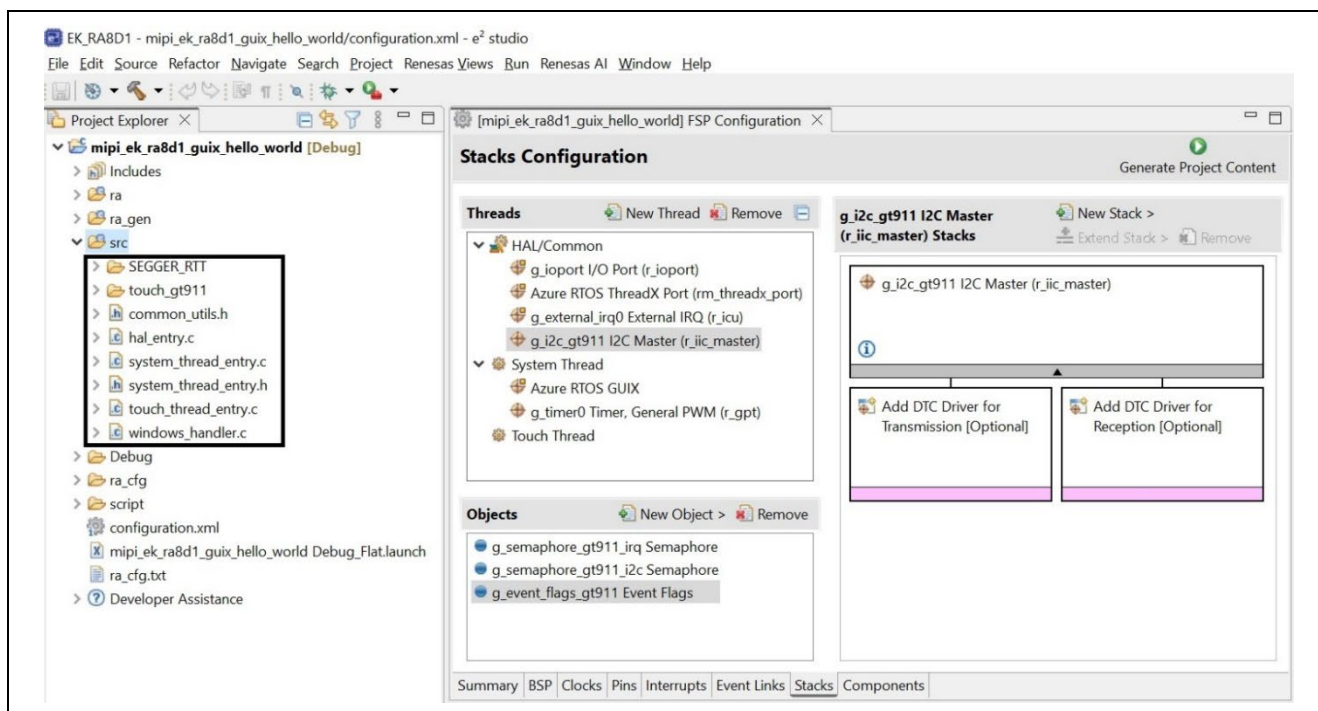 EK_RA8D1 - mipi_ek_ra8d1_guix_hello_world/configuration.xml - e² studio
File Edit Source Refactor Navigate Search Project Renesas Views Run Renesas AI Window Help
Project Explorer
mipi_ek_ra8d1_guix_hello_world [Debug]
Includes
ra
ra_gen
src
SEGGER_RTT
touch_gt911
common_utils.h
hal_entry.c
system_thread_entry.c
system_thread_entry.h
touch_thread_entry.c
windows_handler.c
Debug
ra_cfg
script
configuration.xml
mipi_ek_ra8d1_guix_hello_world Debug_Flat.launch
ra_cfg.txt
Developer Assistance
[mipi_ek_ra8d1_guix_hello_world] FSP Configuration
Stacks Configuration
Generate Project Content
Threads New Thread Remove
HAL/Common
g_ioport I/O Port (r_ioport)
Azure RTOS ThreadX Port (rm_threadx_port)
g_external_irq0 External IRQ (r_icu)
g_i2c_gt911 I2C Master (r_iic_master)
System Thread
Azure RTOS GUIX
g_timer0 Timer, General PWM (r_gpt)
Touch Thread
Objects New Object > Remove
g_semaphore_gt911_irq Semaphore
g_semaphore_gt911_i2c Semaphore
g_event_flags_gt911 Event Flags
g_i2c_gt911 I2C Master
(r_iic_master) Stacks
New Stack >
Extend Stack > Remove
g_i2c_gt911 I2C Master (r_iic_master)
Add DTC Driver for
Transmission [Optional]
Add DTC Driver for
Reception [Optional]
Summary BSP Clocks Pins Interrupts Event Links Stacks Components